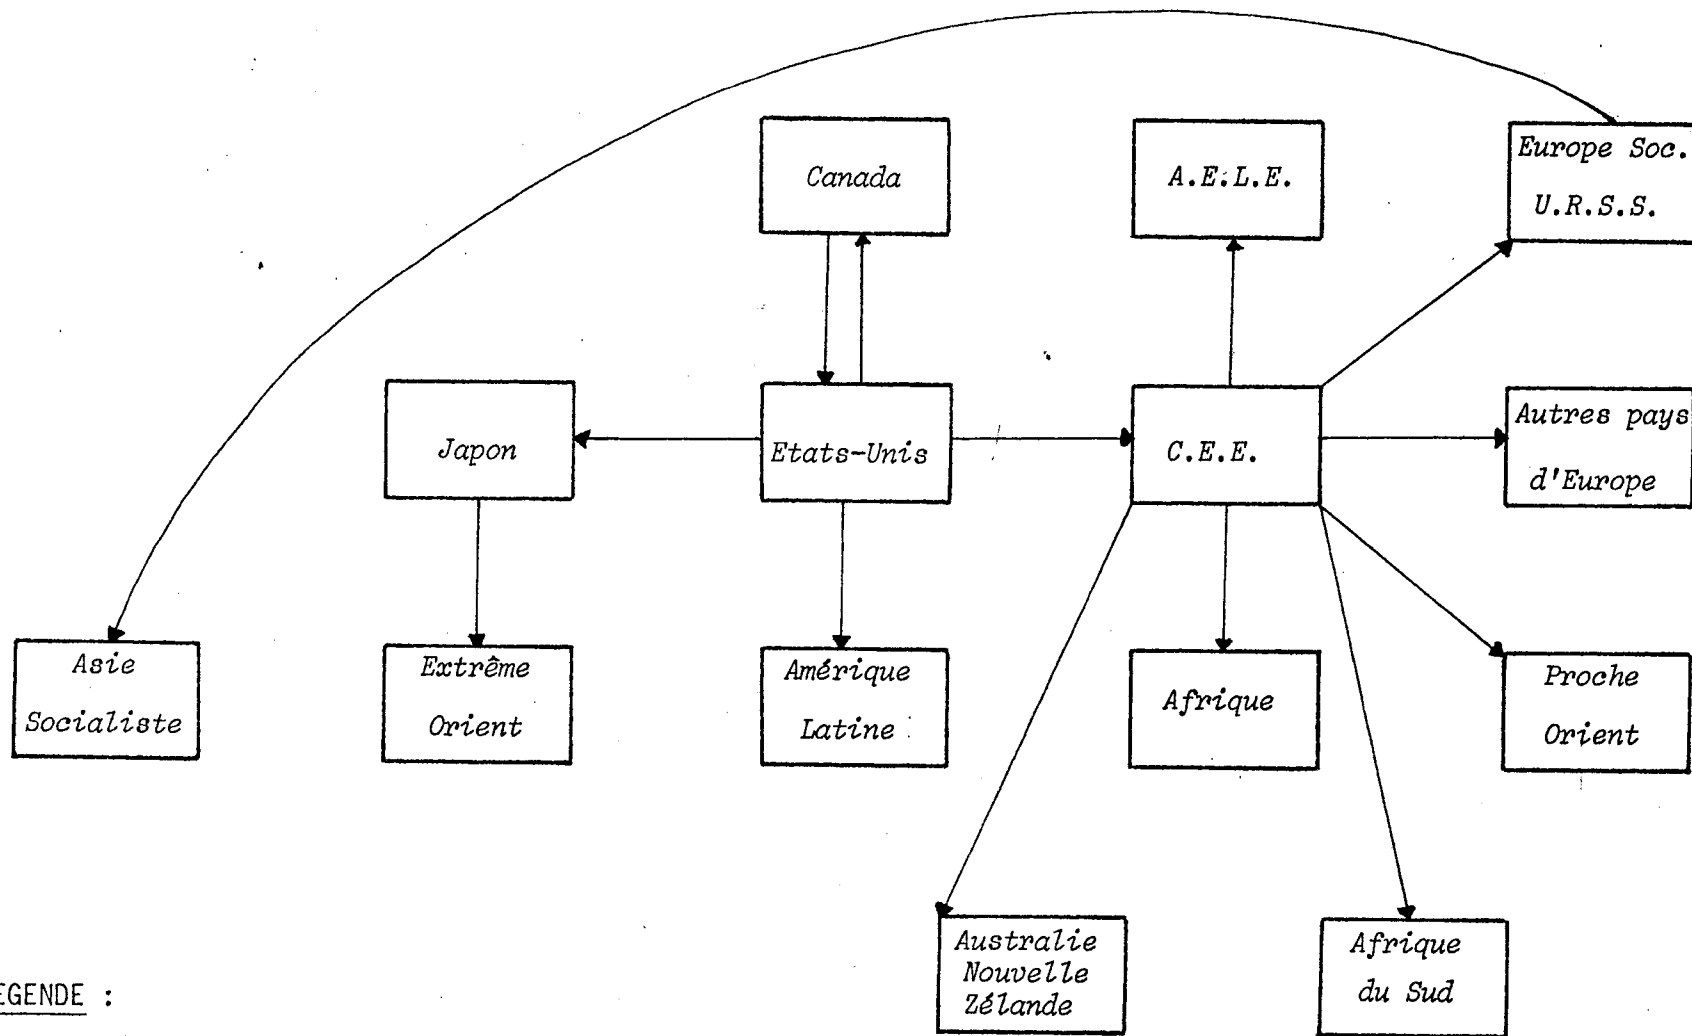 Canada
A.E.L.E.
Europe Soc.
U.R.S.S.
Japon
Etats-Unis
C.E.E.
Autres pays
d'Europe
Asie
Socialiste
Extrême
Orient
Amérique
Latine
Afrique
Proche
Orient
Australie
Nouvelle
Zélande
Afrique
du Sud
EGENDE :